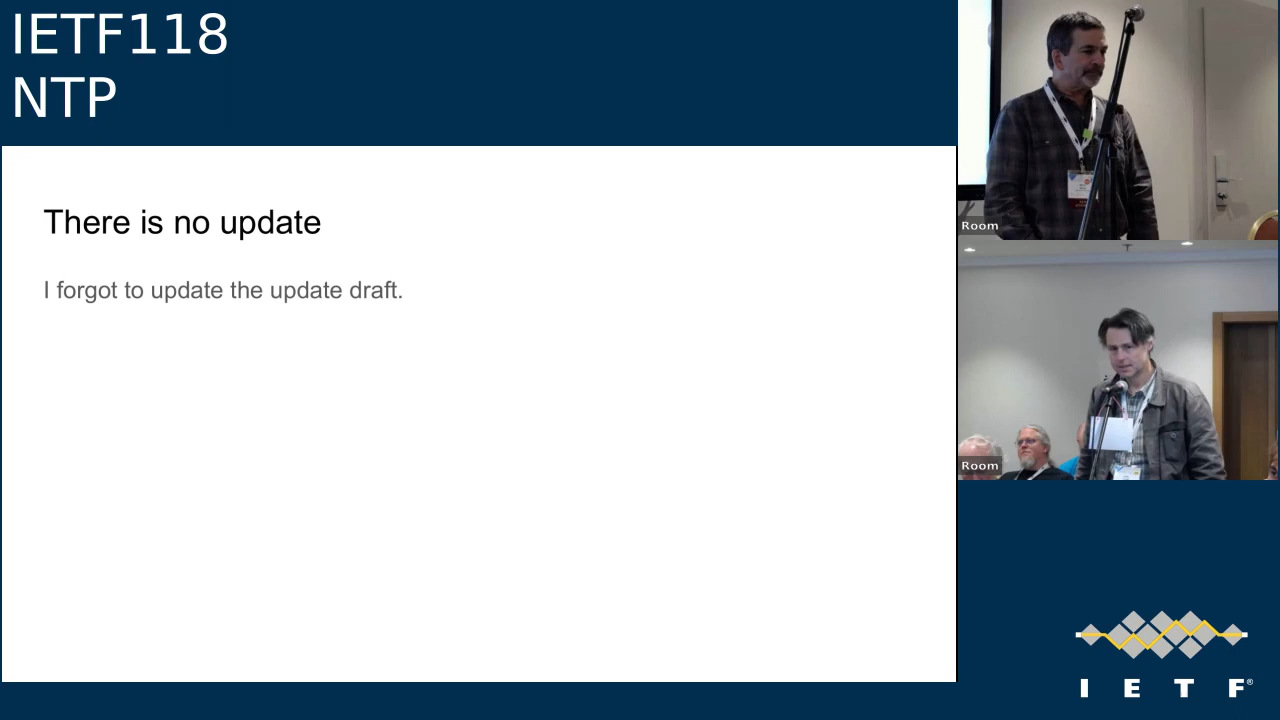 IETF118
NTP
There is no update
I forgot to update the update draft.
Room
Room
I E T F®